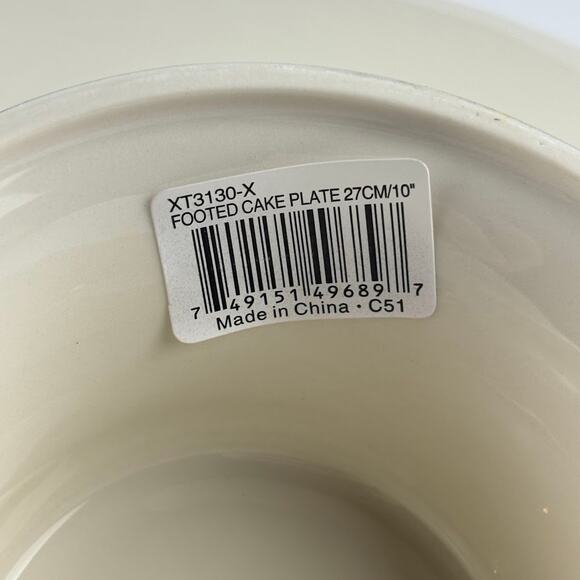 XT3130-X
FOOTED CAKE PLATE 27CM/10"
7 49151 49689 7
Made in China · C51